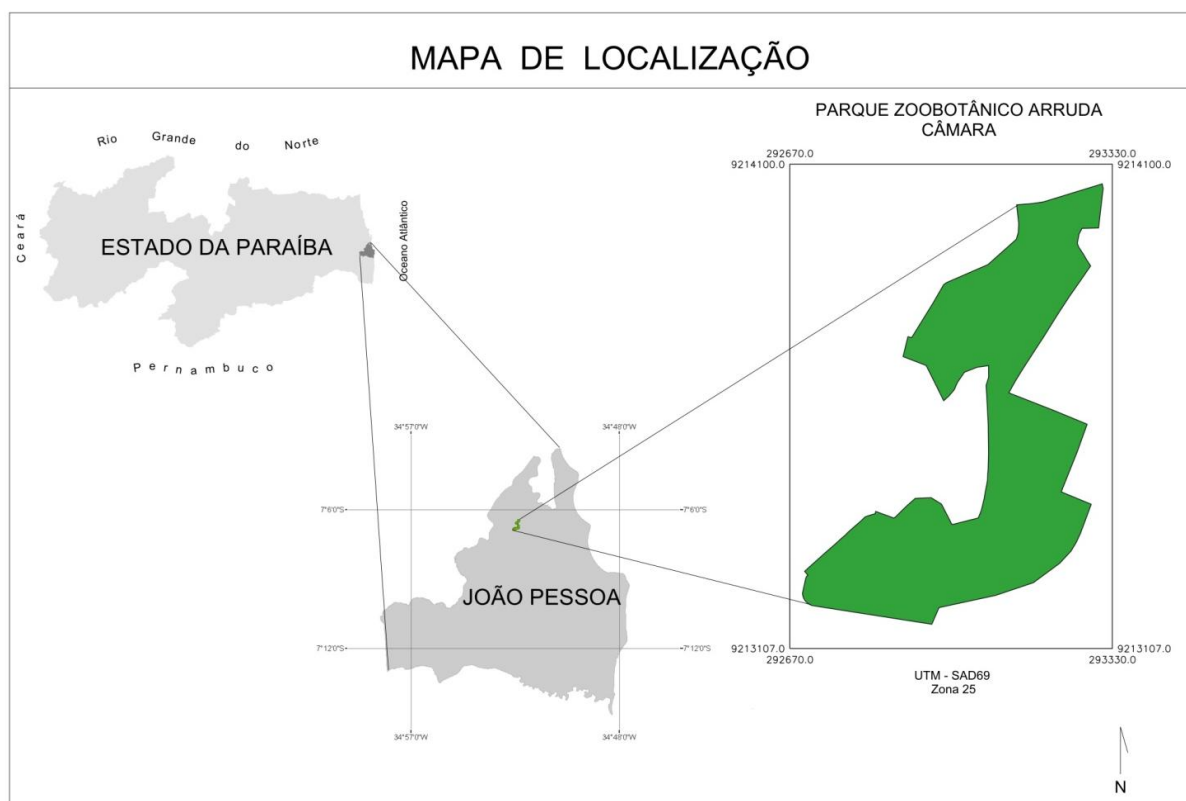 MAPA DE LOCALIZAÇÃO
PARQUE ZOOBOTÂNICO ARRUDA
CÂMARA
292670.0
293330.0
9214100.0
9214100.0
Rio Grande do Norte
Ceará
ESTADO DA PARAÍBA
Oceano Atlântico
Pernambuco
34°57'0"W
34°48'0"W
7°6'0"S
7°6'0"S
JOÃO PESSOA
7°12'0"S
7°12'0"S
34°57'0"W
34°48'0"W
9213107.0
9213107.0
292670.0
293330.0
UTM - SAD69
Zona 25
N